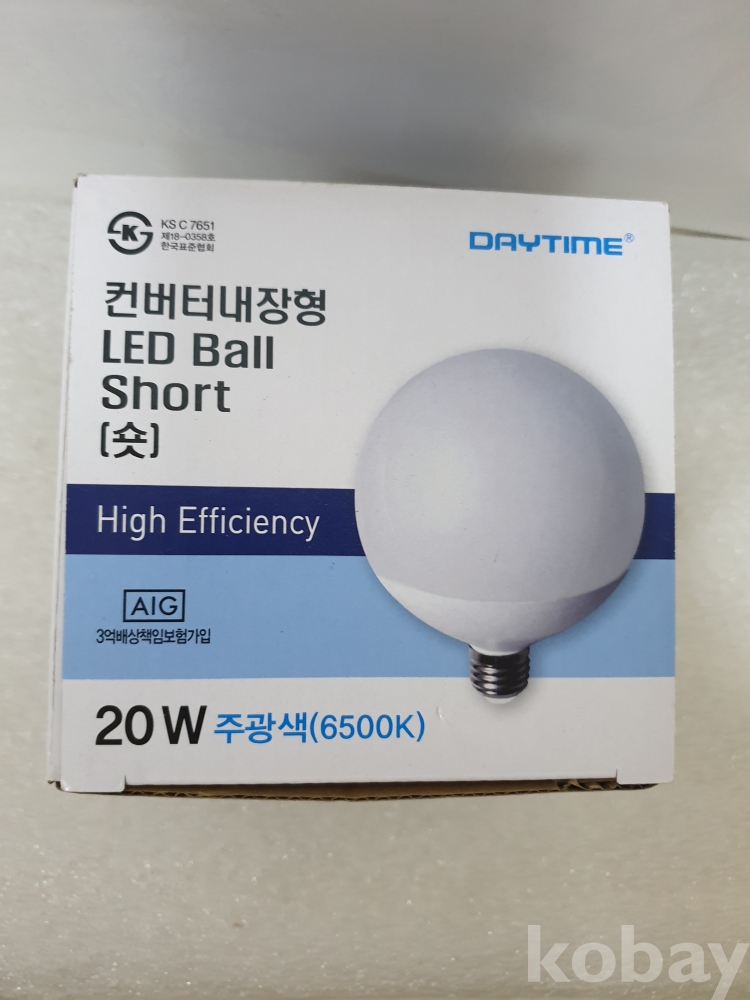 KS C 7651
제18-0358호
한국표준협회
DAYTIME®
컨버터내장형
LED Ball
Short
(숏)
High Efficiency
AIG
3억배상책임보험가입
20W 주광색(6500K)
kobay